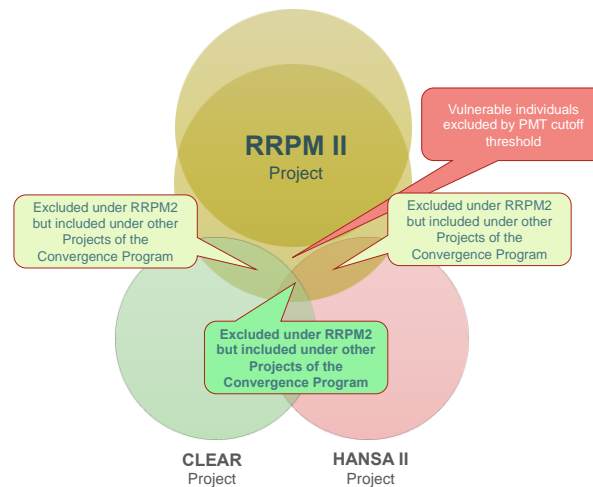 Vulnerable individuals
excluded by PMT cutoff
threshold
RRPM II
Project
Excluded under RRPM2
but included under other
Projects of the
Convergence Program
Excluded under RRPM2
but included under other
Projects of the
Convergence Program
Excluded under RRPM2
but included under other
Projects of the
Convergence Program
CLEAR
Project
HANSA II
Project